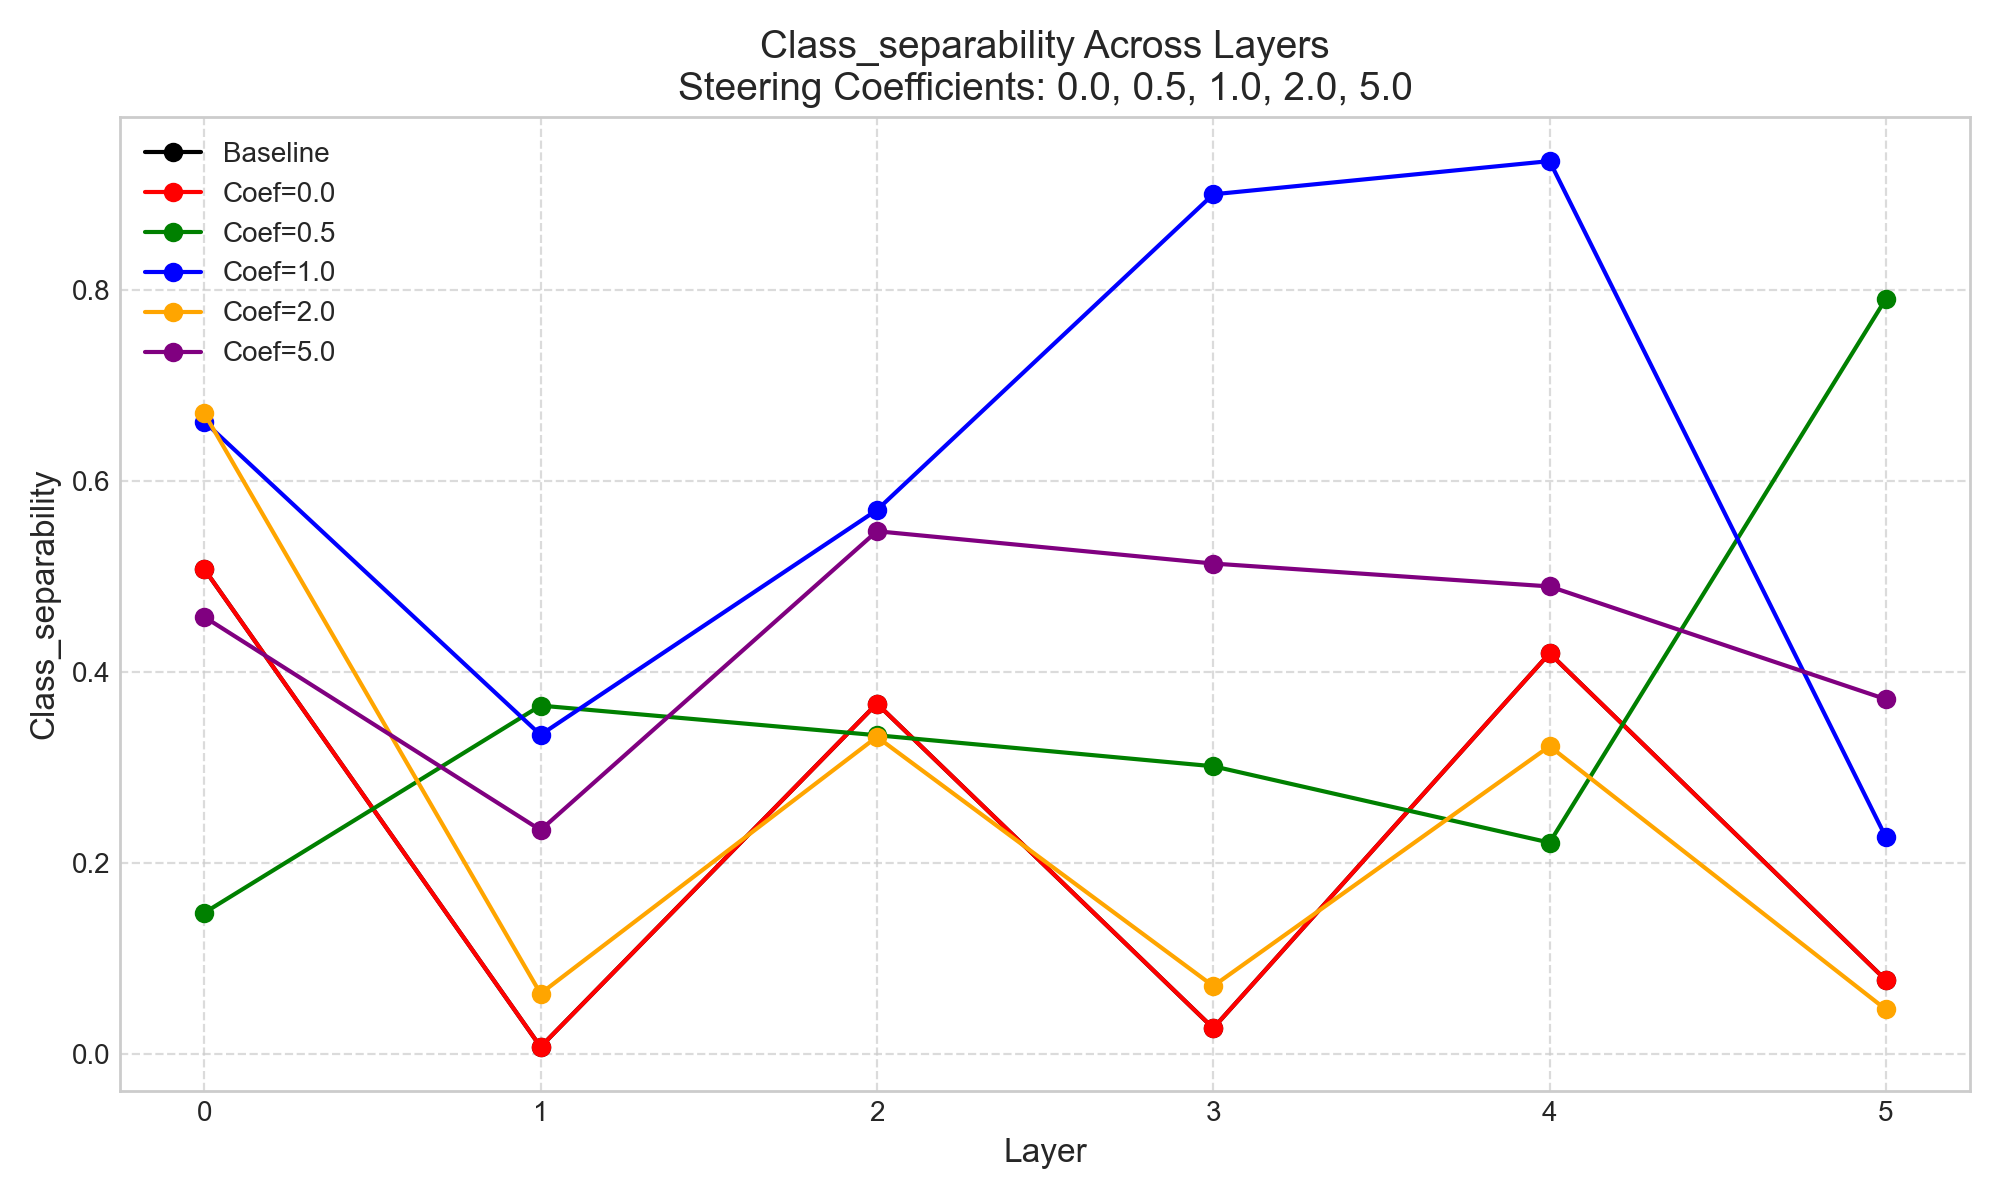 Class_separability Across Layers
Steering Coefficients: 0.0, 0.5, 1.0, 2.0, 5.0
Baseline
Coef=0.0
Coef=0.5
Coef=1.0
Coef=2.0
Coef=5.0
Class_separability
0.8
0.6
0.4
0.2
0.0
0 1 2 3 4 5
Layer